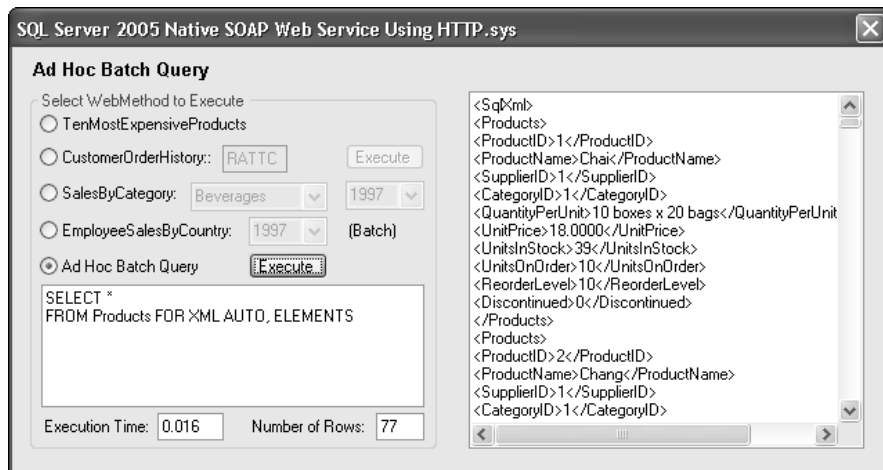 SQL Server 2005 Native SOAP Web Service Using HTTP.sys
Ad Hoc Batch Query
Select WebMethod to Execute
TenMostExpensiveProducts
CustomerOrderHistory:: RATTC Execute
SalesByCategory: Beverages 1997
EmployeeSalesByCountry: 1997 (Batch)
Ad Hoc Batch Query Execute
SELECT *
FROM Products FOR XML AUTO, ELEMENTS
Execution Time: 0.016 Number of Rows: 77
<SqlXml>
<Products>
<ProductID>1</ProductID>
<ProductName>Chai</ProductName>
<SupplierID>1</SupplierID>
<CategoryID>1</CategoryID>
<QuantityPerUnit>10 boxes x 20 bags</QuantityPerUnit
<UnitPrice>18.0000</UnitPrice>
<UnitsInStock>39</UnitsInStock>
<UnitsOnOrder>10</UnitsOnOrder>
<ReorderLevel>10</ReorderLevel>
<Discontinued>0</Discontinued>
</Products>
<Products>
<ProductID>2</ProductID>
<ProductName>Chang</ProductName>
<SupplierID>1</SupplierID>
<CategoryID>1</CategoryID>